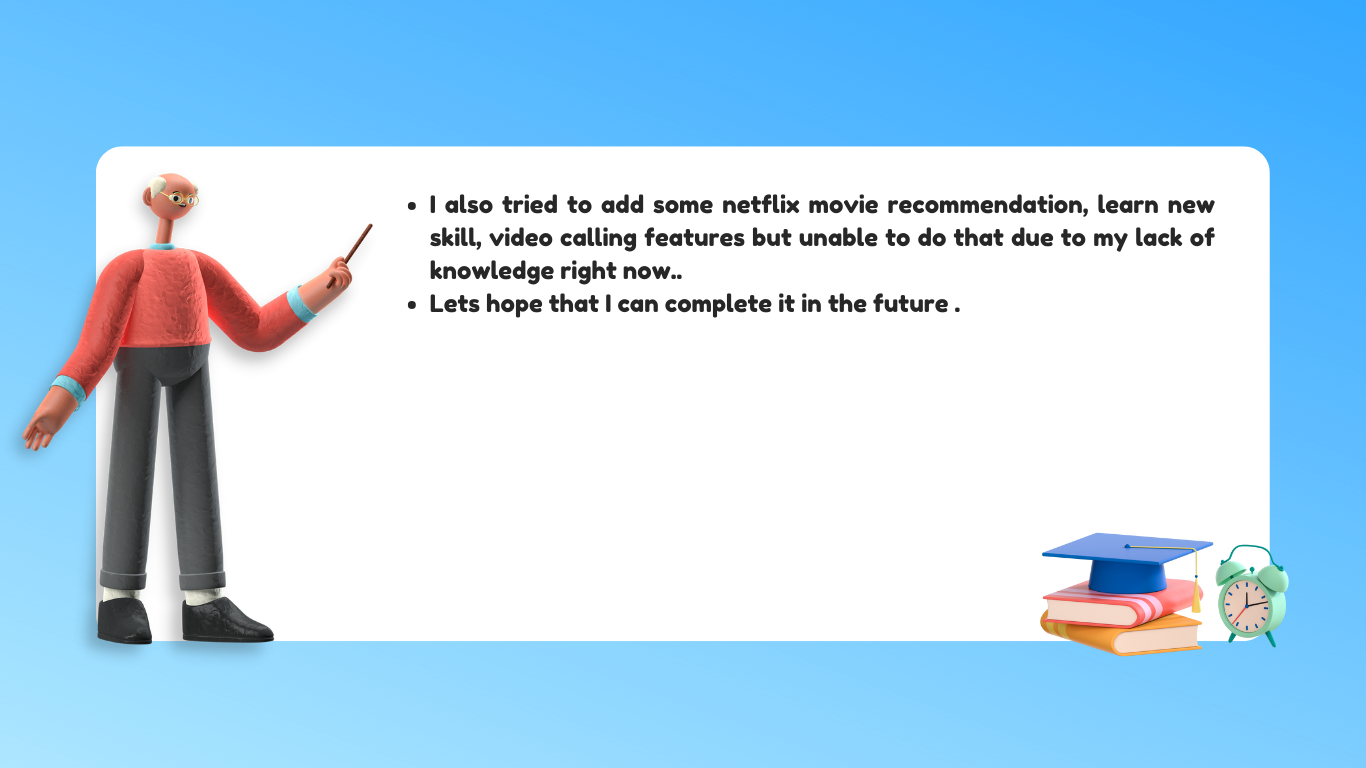 • I also tried to add some netflix movie recommendation, learn new
skill, video calling features but unable to do that due to my lack of
knowledge right now..
• Lets hope that I can complete it in the future .